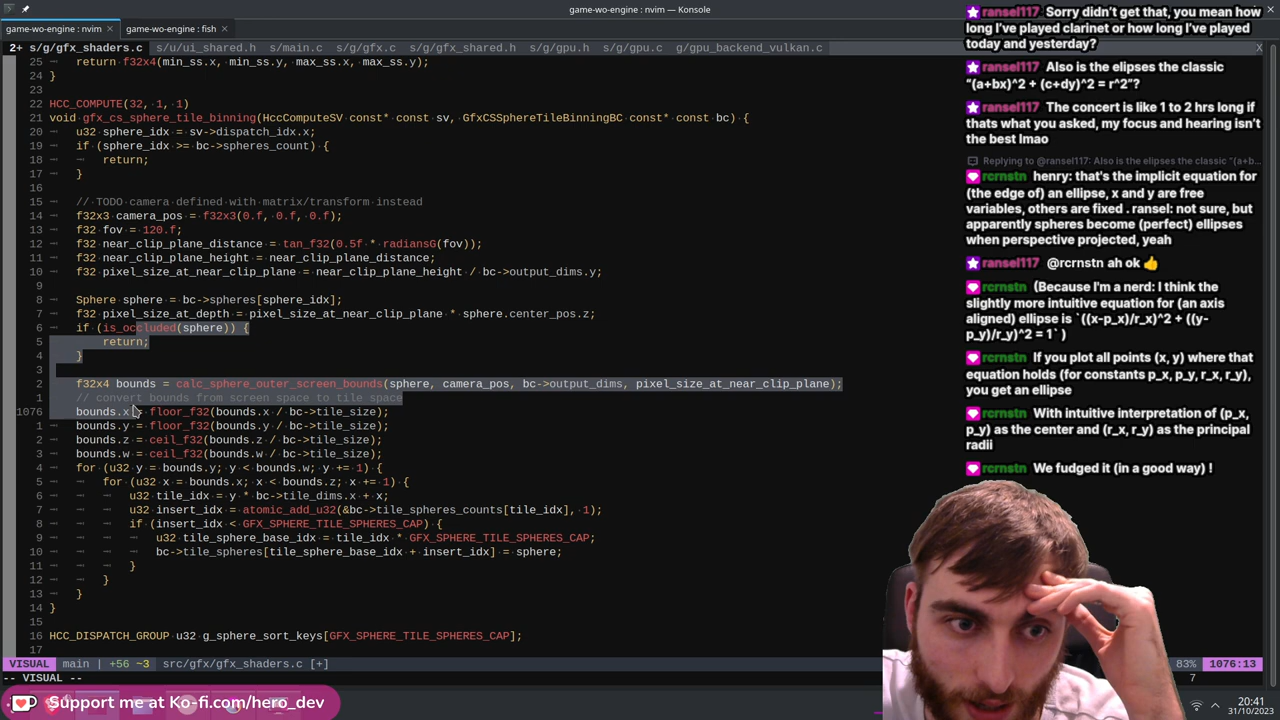 game-wo-engine : nvim — Konsole
game-wo-engine : nvim
game-wo-engine : fish
2+ s/g/gfx_shaders.c s/u/ui_shared.h s/main.c s/g/gfx.c s/g/gfx_shared.h s/g/gpu.h s/g/gpu.c g/gpu_backend_vulkan.c X
25 return f32x4(min_ss.x, min_ss.y, max_ss.x, max_ss.y);
24 }
23
22 HCC_COMPUTE(32, 1, 1)
21 void gfx_cs_sphere_tile_binning(HccComputeSV const* const sv, GfxCSSphereTileBinningBC const* const bc) {
20 u32 sphere_idx = sv->dispatch_idx.x;
19 if (sphere_idx >= bc->spheres_count) {
18 return;
17 }
16
15 // TODO camera defined with matrix/transform instead
14 f32x3 camera_pos = f32x3(0.f, 0.f, 0.f);
13 f32 fov = 120.f;
12 f32 near_clip_plane_distance = tan_f32(0.5f * radiansG(fov));
11 f32 near_clip_plane_height = near_clip_plane_distance;
10 f32 pixel_size_at_near_clip_plane = near_clip_plane_height / bc->output_dims.y;
9
8 Sphere sphere = bc->spheres[sphere_idx];
7 f32 pixel_size_at_depth = pixel_size_at_near_clip_plane * sphere.center_pos.z;
6 if (is_occluded(sphere)) {
5 return;
4 }
3
2 f32x4 bounds = calc_sphere_outer_screen_bounds(sphere, camera_pos, bc->output_dims, pixel_size_at_near_clip_plane);
1 // convert bounds from screen space to tile space
1076 bounds.x = floor_f32(bounds.x / bc->tile_size);
1 bounds.y = floor_f32(bounds.y / bc->tile_size);
2 bounds.z = ceil_f32(bounds.z / bc->tile_size);
3 bounds.w = ceil_f32(bounds.w / bc->tile_size);
4 for (u32 y = bounds.y; y < bounds.w; y += 1) {
5 for (u32 x = bounds.x; x < bounds.z; x += 1) {
6 u32 tile_idx = y * bc->tile_dims.x + x;
7 u32 insert_idx = atomic_add_u32(&bc->tile_spheres_counts[tile_idx], 1);
8 if (insert_idx < GFX_SPHERE_TILE_SPHERES_CAP) {
9 u32 tile_sphere_base_idx = tile_idx * GFX_SPHERE_TILE_SPHERES_CAP;
10 bc->tile_spheres[tile_sphere_base_idx + insert_idx] = sphere;
11 }
12 }
13 }
14 }
15
16 HCC_DISPATCH_GROUP u32 g_sphere_sort_keys[GFX_SPHERE_TILE_SPHERES_CAP];
17
VISUAL main | +56 ~3 src/gfx/gfx_shaders.c [+] 83% 1076:13
-- VISUAL -- 7
Support me at Ko-fi.com/hero_dev
20:41
31/10/2023
ransel117 Sorry didn't get that, you mean how
long I've played clarinet or how long I've played
today and yesterday?
ransel117 Also is the elipses the classic
“(a+bx)^2 + (c+dy)^2 = r^2”?
ransel117 The concert is like 1 to 2 hrs long if
thats what you asked, my focus and hearing isn't
the best lmao
Replying to @ransel117: Also is the elipses the classic “(a+b...
rcrnstn henry: that's the implicit equation for
(the edge of) an ellipse, x and y are free
variables, others are fixed . ransel: not sure, but
apparently spheres become (perfect) ellipses
when perspective projected, yeah
ransel117 @rcrnstn ah ok 👍
rcrnstn (Because I'm a nerd: I think the
slightly more intuitive equation for (an axis
aligned) ellipse is `((x-p_x)/r_x)^2 + ((y-
p_y)/r_y)^2 = 1` )
rcrnstn If you plot all points (x, y) where that
equation holds (for constants p_x, p_y, r_x, r_y),
you get an ellipse
rcrnstn With intuitive interpretation of (p_x,
p_y) as the center and (r_x, r_y) as the principal
radii
rcrnstn We fudged it (in a good way) !